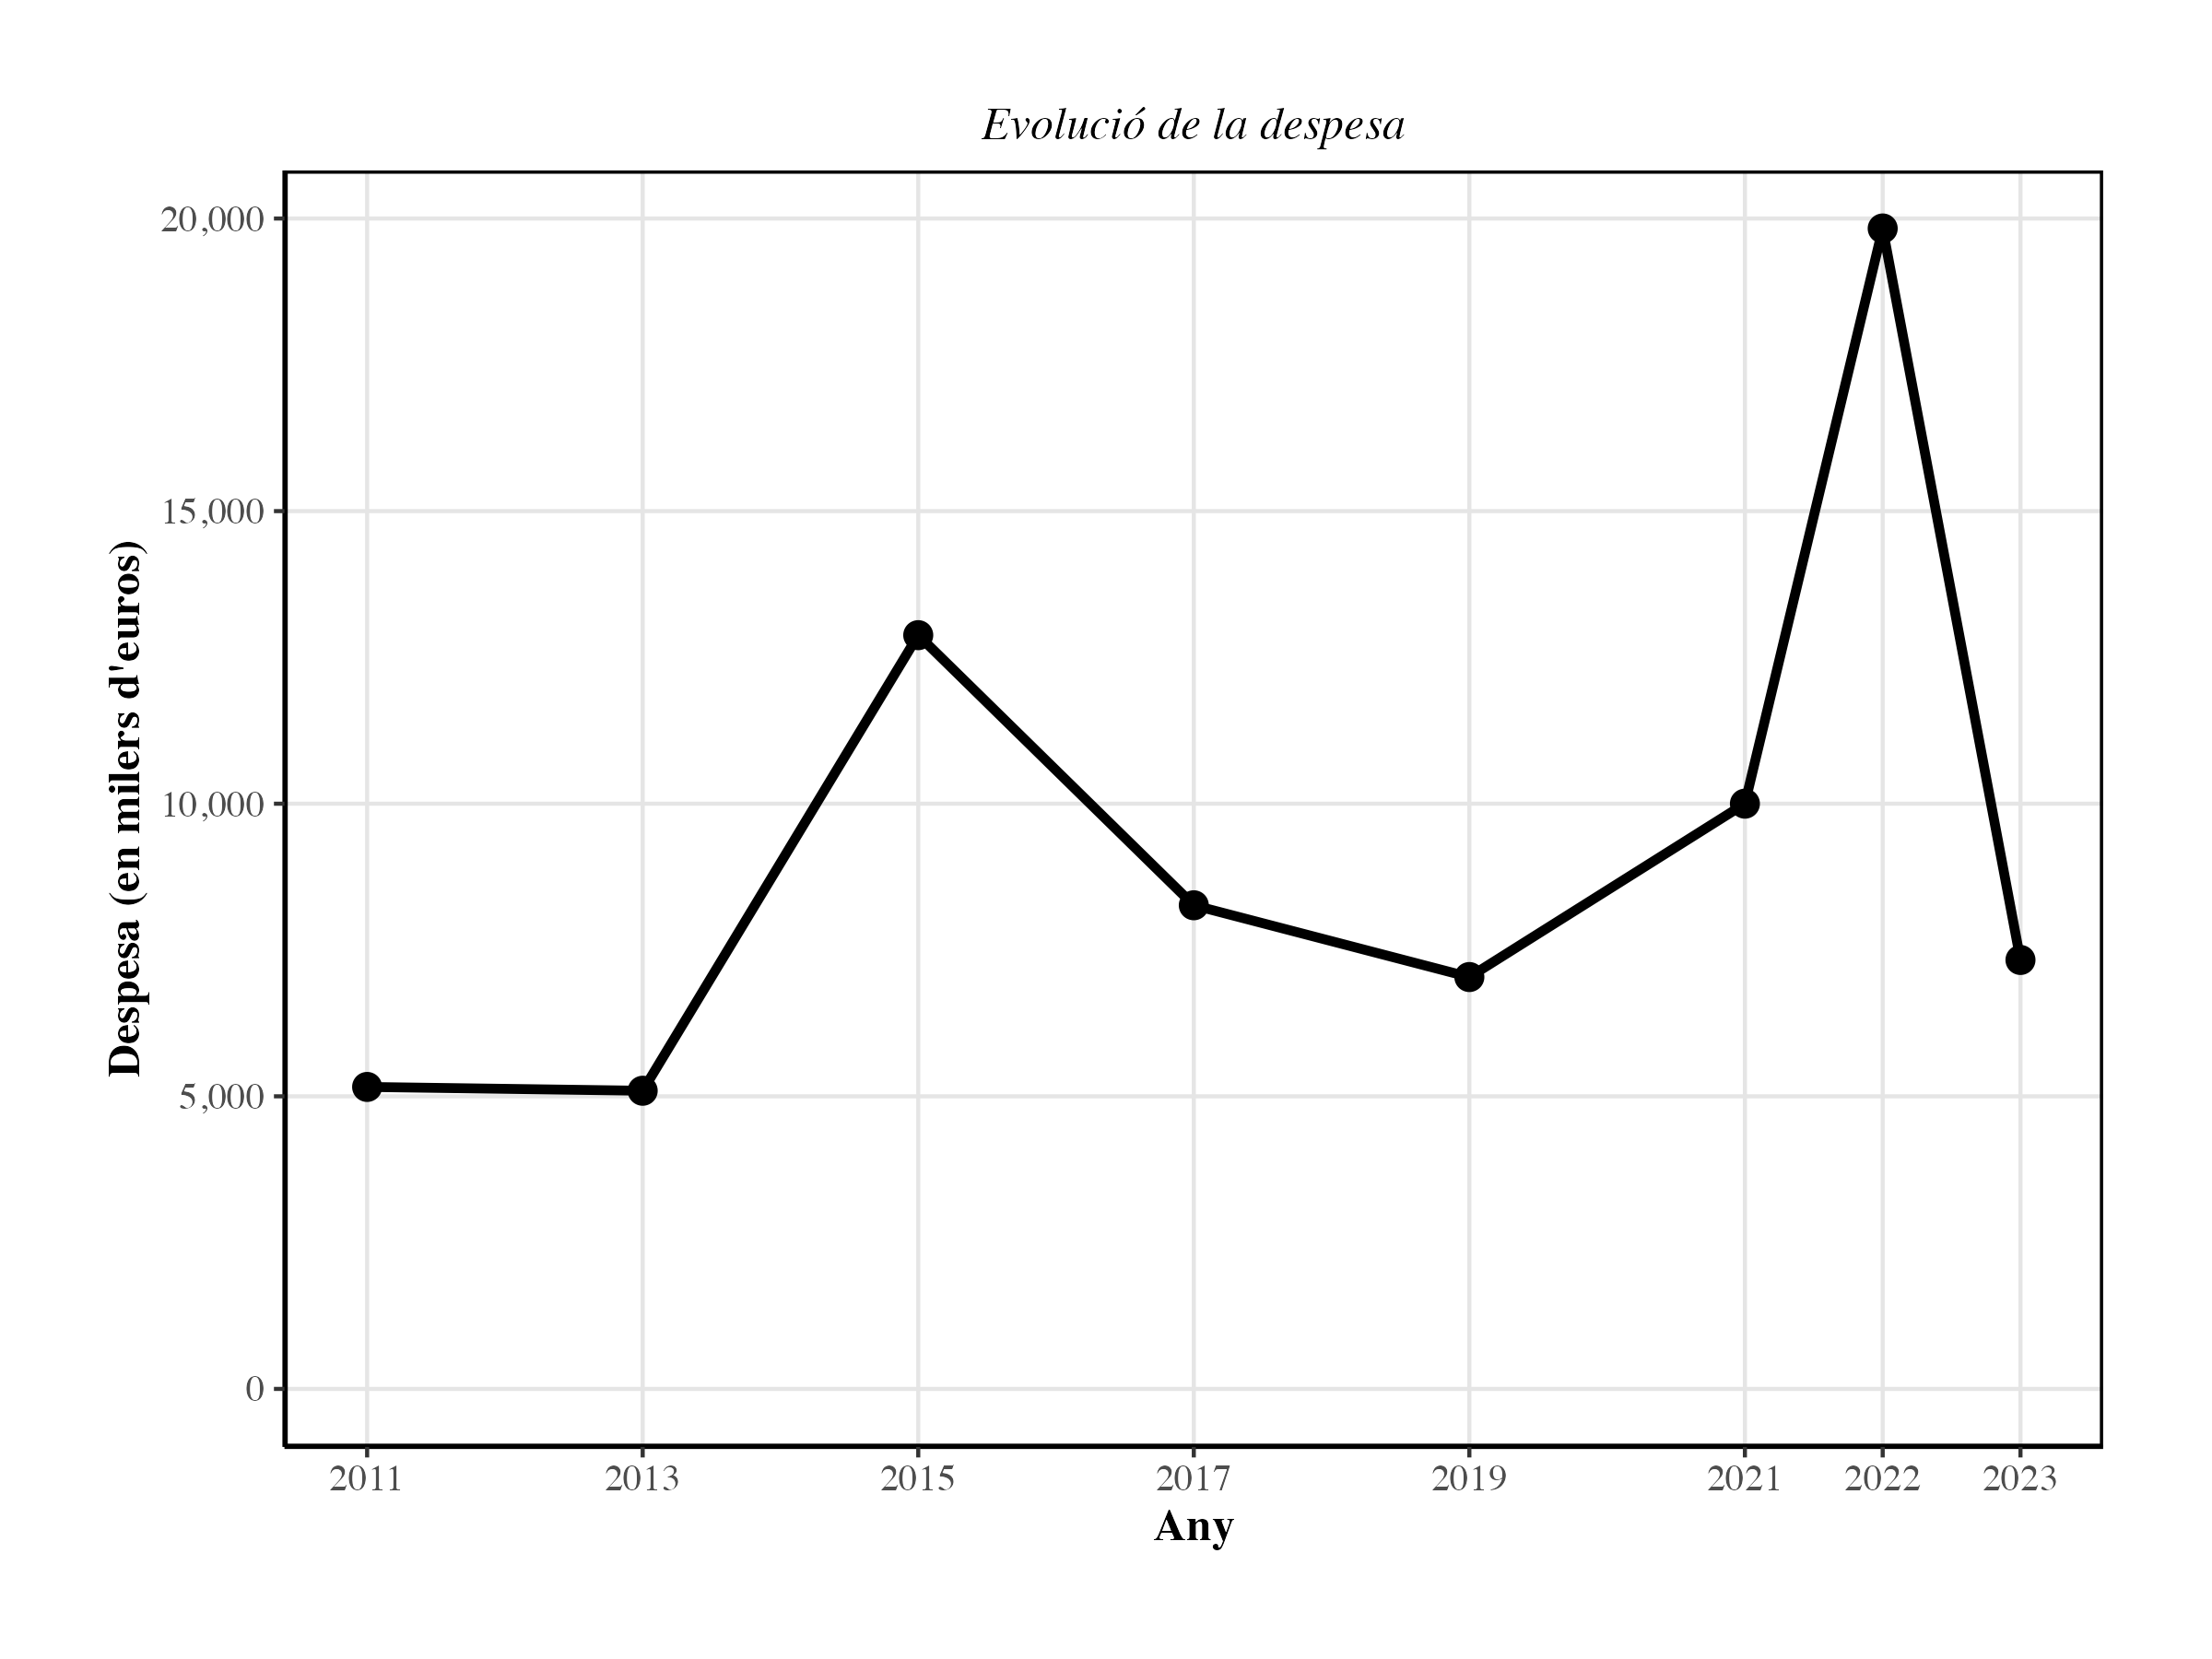 Evolució de la despesa
Despesa (en milers d'euros)
20,000
15,000
10,000
5,000
0
2011 2013 2015 2017 2019 2021 2022 2023
Any